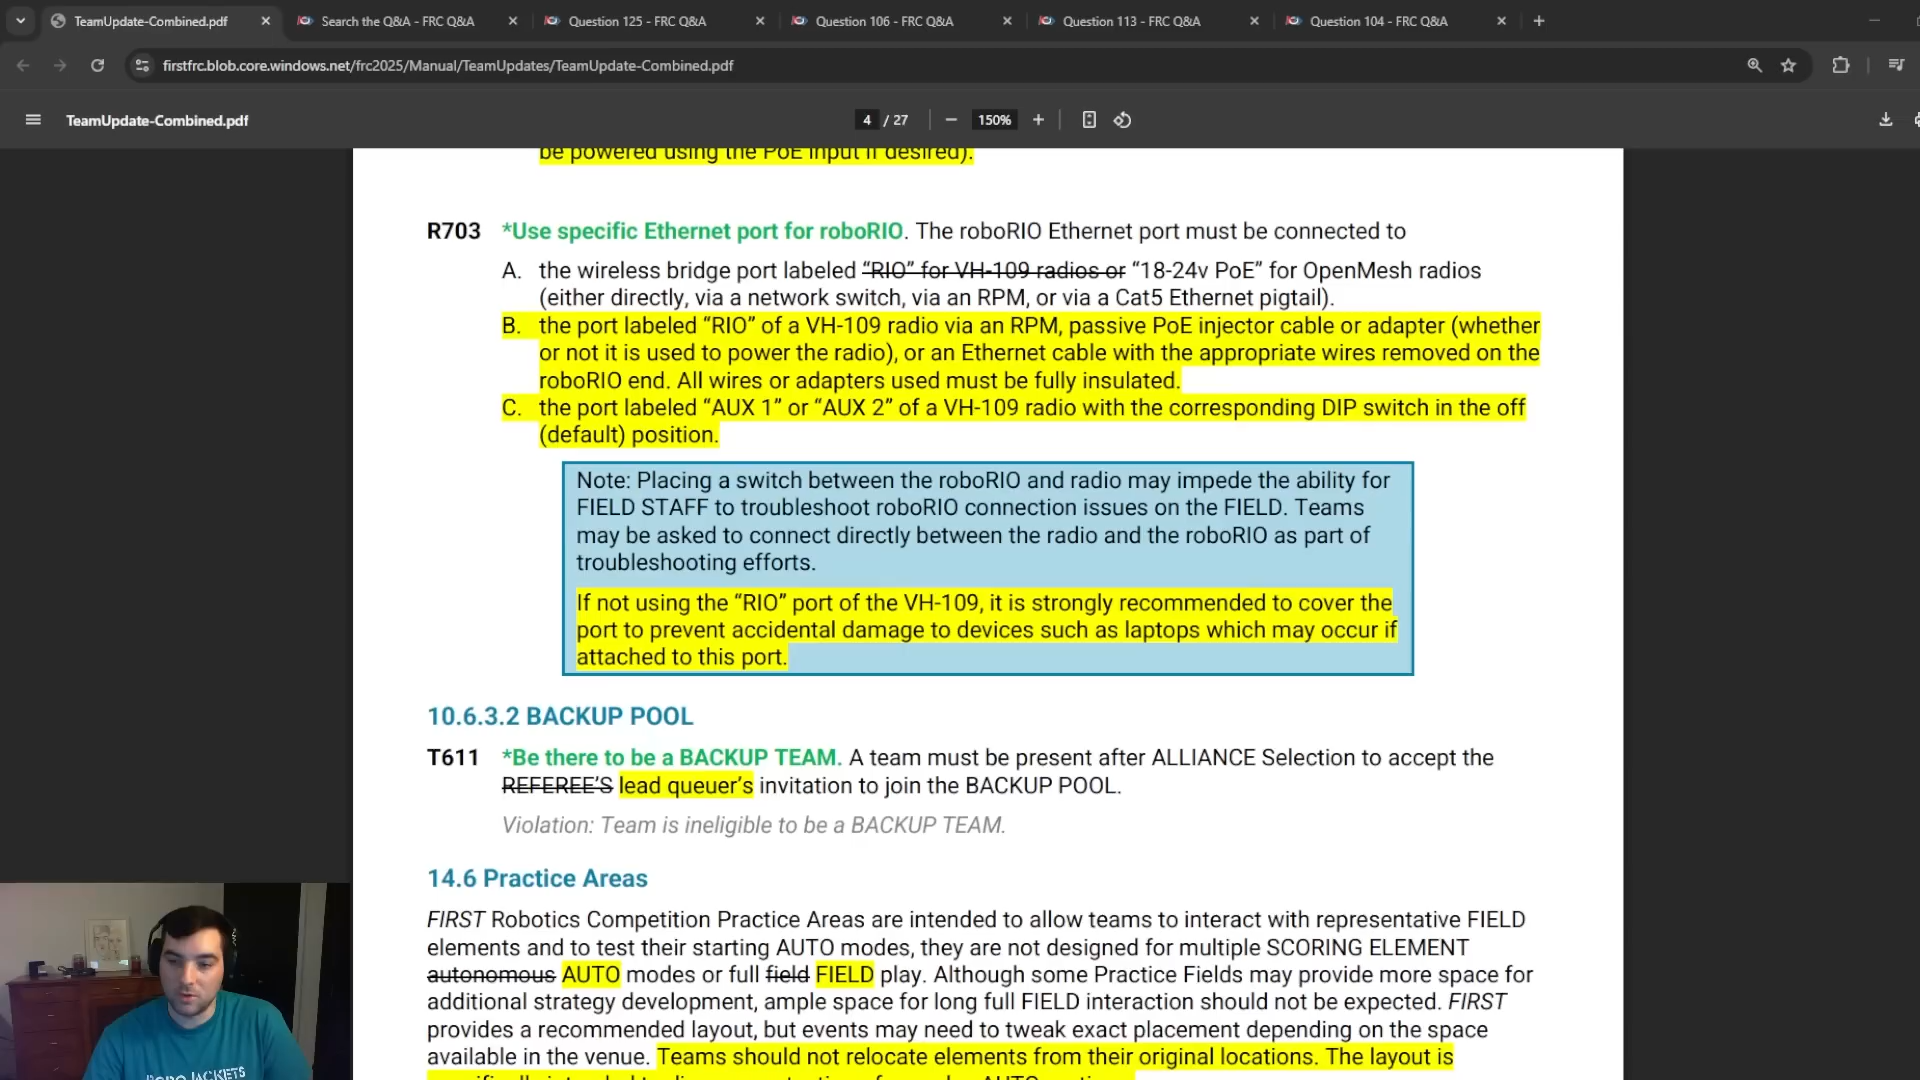 TeamUpdate-Combined.pdf
Search the Q&A - FRC Q&A
Question 125 - FRC Q&A
Question 106 - FRC Q&A
Question 113 - FRC Q&A
Question 104 - FRC Q&A
firstfrc.blob.core.windows.net/frc2025/Manual/TeamUpdates/TeamUpdate-Combined.pdf
TeamUpdate-Combined.pdf
4 / 27
150%
be powered using the PoE input if desired).
R703 *Use specific Ethernet port for roboRIO. The roboRIO Ethernet port must be connected to
A. the wireless bridge port labeled “RIO” for VH-109 radios or “18-24v PoE” for OpenMesh radios
(either directly, via a network switch, via an RPM, or via a Cat5 Ethernet pigtail).
B. the port labeled “RIO” of a VH-109 radio via an RPM, passive PoE injector cable or adapter (whether
or not it is used to power the radio), or an Ethernet cable with the appropriate wires removed on the
roboRIO end. All wires or adapters used must be fully insulated.
C. the port labeled “AUX 1” or “AUX 2” of a VH-109 radio with the corresponding DIP switch in the off
(default) position.
Note: Placing a switch between the roboRIO and radio may impede the ability for
FIELD STAFF to troubleshoot roboRIO connection issues on the FIELD. Teams
may be asked to connect directly between the radio and the roboRIO as part of
troubleshooting efforts.
If not using the “RIO” port of the VH-109, it is strongly recommended to cover the
port to prevent accidental damage to devices such as laptops which may occur if
attached to this port.
10.6.3.2 BACKUP POOL
T611 *Be there to be a BACKUP TEAM. A team must be present after ALLIANCE Selection to accept the
REFEREE’S lead queuer’s invitation to join the BACKUP POOL.
Violation: Team is ineligible to be a BACKUP TEAM.
14.6 Practice Areas
FIRST Robotics Competition Practice Areas are intended to allow teams to interact with representative FIELD
elements and to test their starting AUTO modes, they are not designed for multiple SCORING ELEMENT
autonomous AUTO modes or full field FIELD play. Although some Practice Fields may provide more space for
additional strategy development, ample space for long full FIELD interaction should not be expected. FIRST
provides a recommended layout, but events may need to tweak exact placement depending on the space
available in the venue. Teams should not relocate elements from their original locations. The layout is